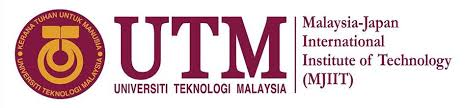 KERANA TUHAN UNTUK MANUSIA
UNIVERSITI TEKNOLOGI MALAYSIA
UTM
UNIVERSITI TEKNOLOGI MALAYSIA
Malaysia-Japan
International
Institute of Technology
(MJIIT)